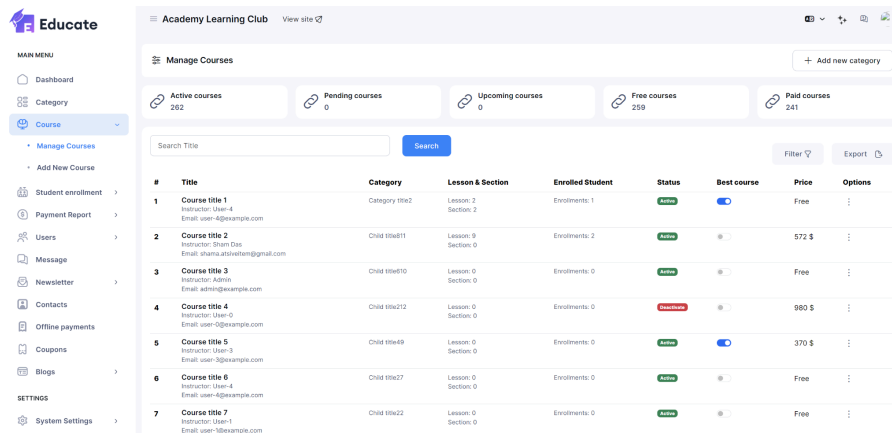 Educate
Academy Learning Club View site
MAIN MENU
Dashboard
Category
Course
Manage Courses
Add New Course
Student enrollment
Payment Report
Users
Message
Newsletter
Contacts
Offline payments
Coupons
Blogs
SETTINGS
System Settings
Manage Courses
+ Add new category
Active courses
262
Pending courses
0
Upcoming courses
0
Free courses
259
Paid courses
241
Search Title
Search
Filter Export
# Title Category Lesson & Section Enrolled Student Status Best course Price Options
1 Course title 1 Category title2 Lesson: 2 Enrollments: 1 Active Free
Instructor: User-4 Section: 2
Email: user-4@example.com
2 Course title 2 Child title811 Lesson: 9 Enrollments: 2 Active 572 $
Instructor: Sham Das Section: 0
Email: shama.atsiveltem@gmail.com
3 Course title 3 Child title610 Lesson: 0 Enrollments: 0 Active Free
Instructor: Admin Section: 0
Email: admin@example.com
4 Course title 4 Child title212 Lesson: 0 Enrollments: 0 Deactivate 980 $
Instructor: User-0 Section: 0
Email: user-0@example.com
5 Course title 5 Child title49 Lesson: 0 Enrollments: 0 Active 370 $
Instructor: User-3 Section: 0
Email: user-3@example.com
6 Course title 6 Child title27 Lesson: 0 Enrollments: 0 Active Free
Instructor: User-4 Section: 0
Email: user-4@example.com
7 Course title 7 Child title22 Lesson: 0 Enrollments: 0 Active Free
Instructor: User-1 Section: 0
Email: user-1@example.com